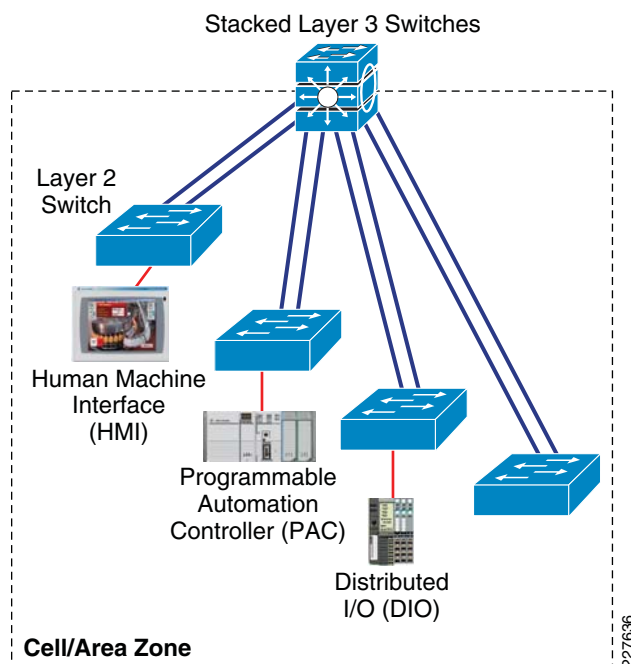 Stacked Layer 3 Switches
Layer 2
Switch
Human Machine
Interface
(HMI)
Programmable
Automation
Controller (PAC)
Distributed
I/O (DIO)
Cell/Area Zone
227636